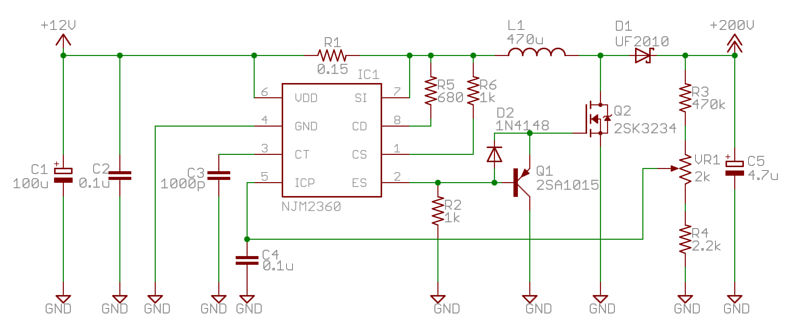 +12V
+200V
R1
0.15
L1
470u
D1
UF2010
IC1
6
VDD
SI
7
R5
680
R6
1k
4
GND
CD
8
D2
1N4148
Q2
2SK3234
R3
470k
3
CT
CS
1
C1
100u
C2
0.1u
C3
1000p
5
ICP
ES
2
NJM2360
Q1
2SA1015
VR1
2k
C5
4.7u
R2
1k
R4
2.2k
C4
0.1u
GND
GND
GND
GND
GND
GND
GND
GND
GND
GND